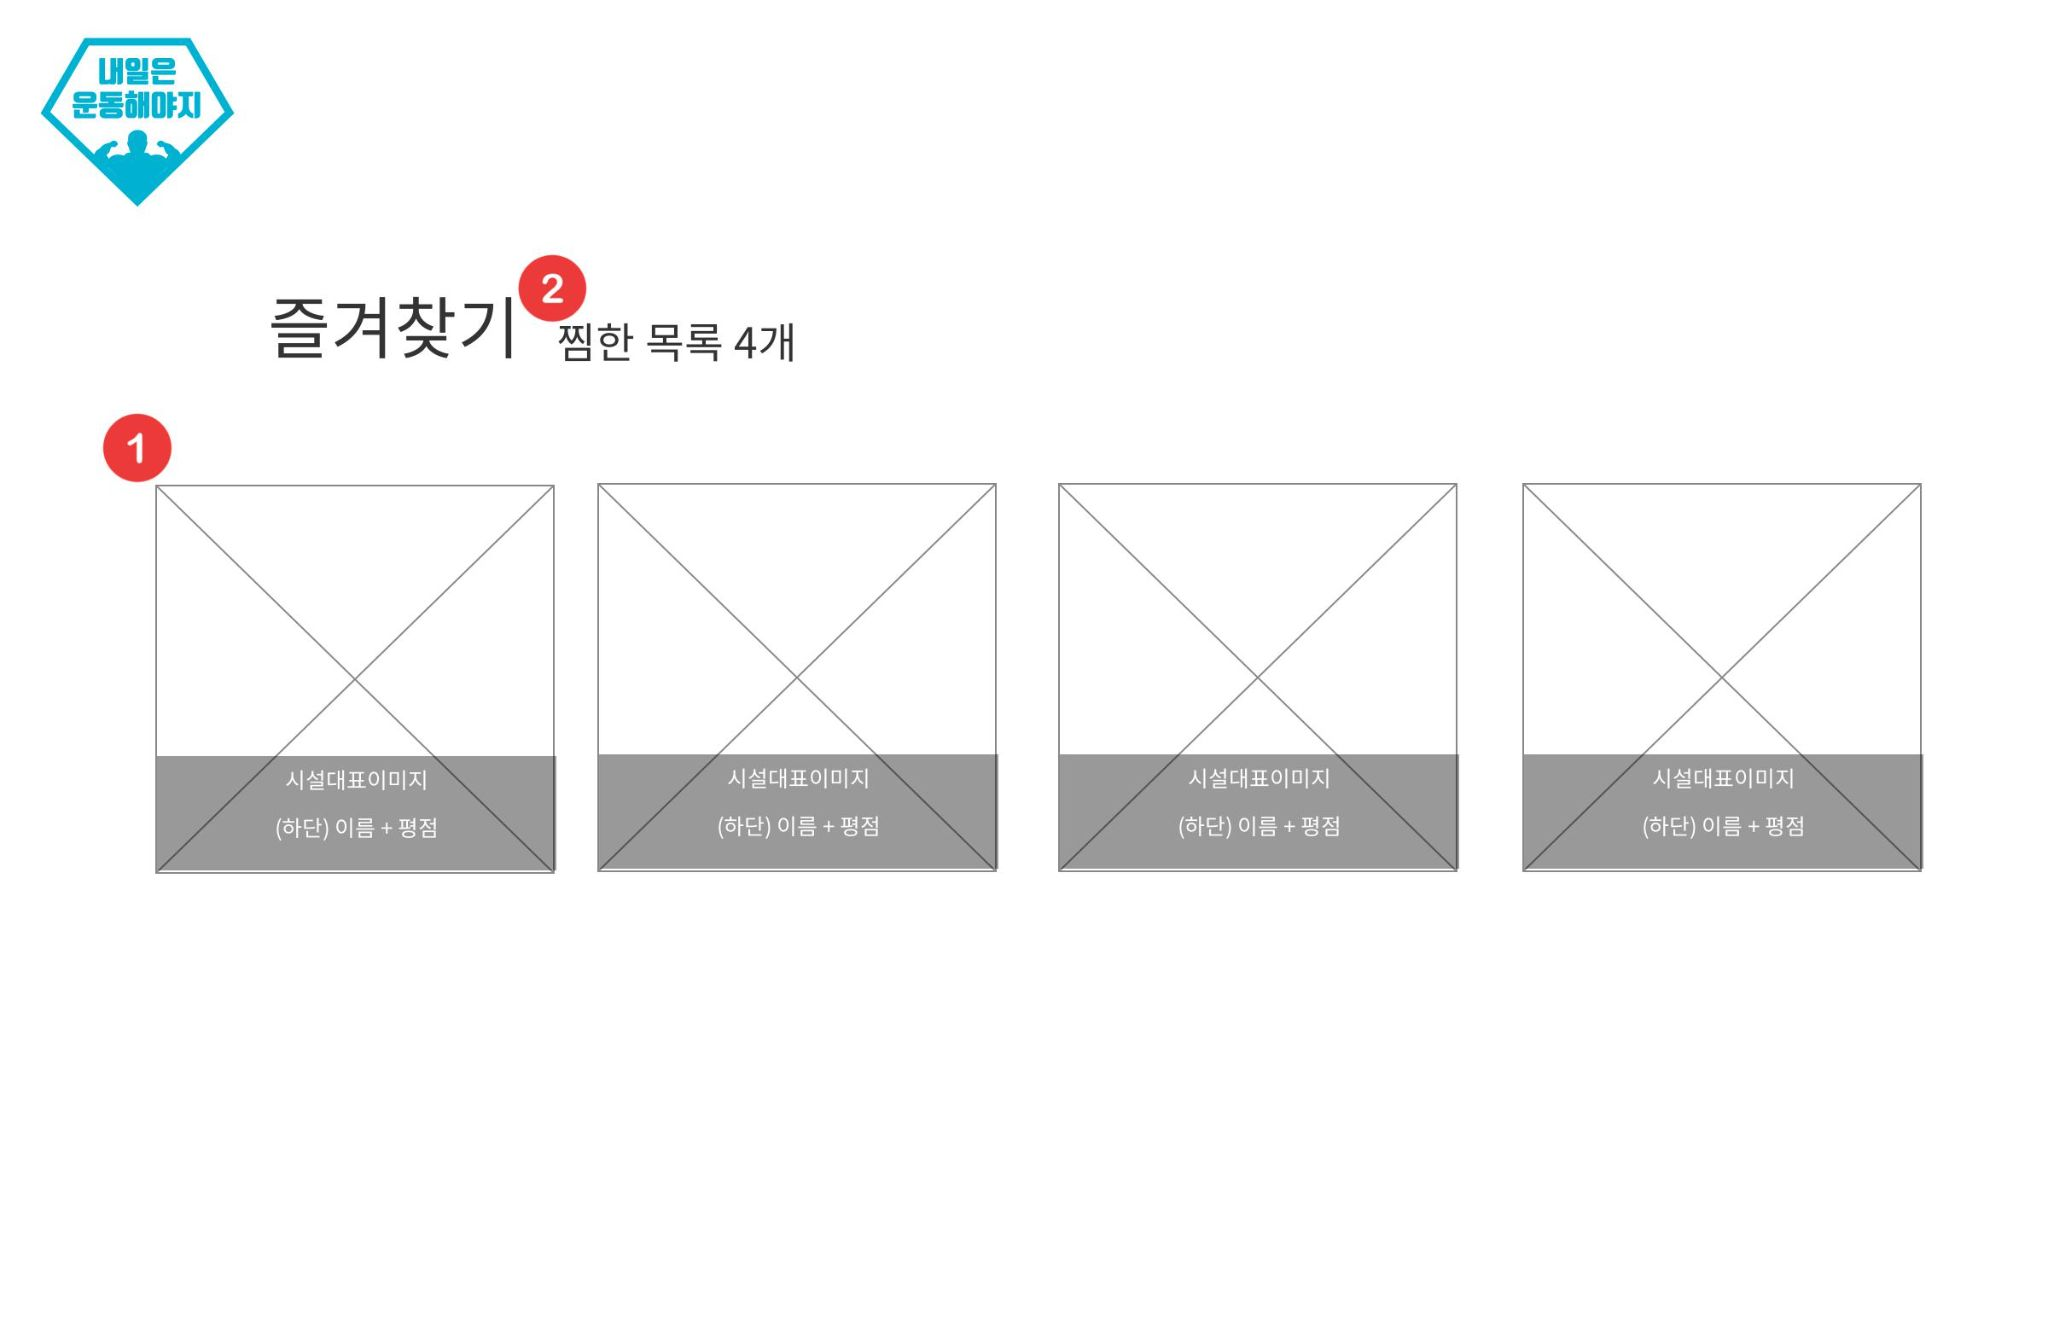 내일은
운동해야지
즐겨찾기
2
찜한 목록 4개
1
시설대표이미지
(하단) 이름 + 평점
시설대표이미지
(하단) 이름 + 평점
시설대표이미지
(하단) 이름 + 평점
시설대표이미지
(하단) 이름 + 평점